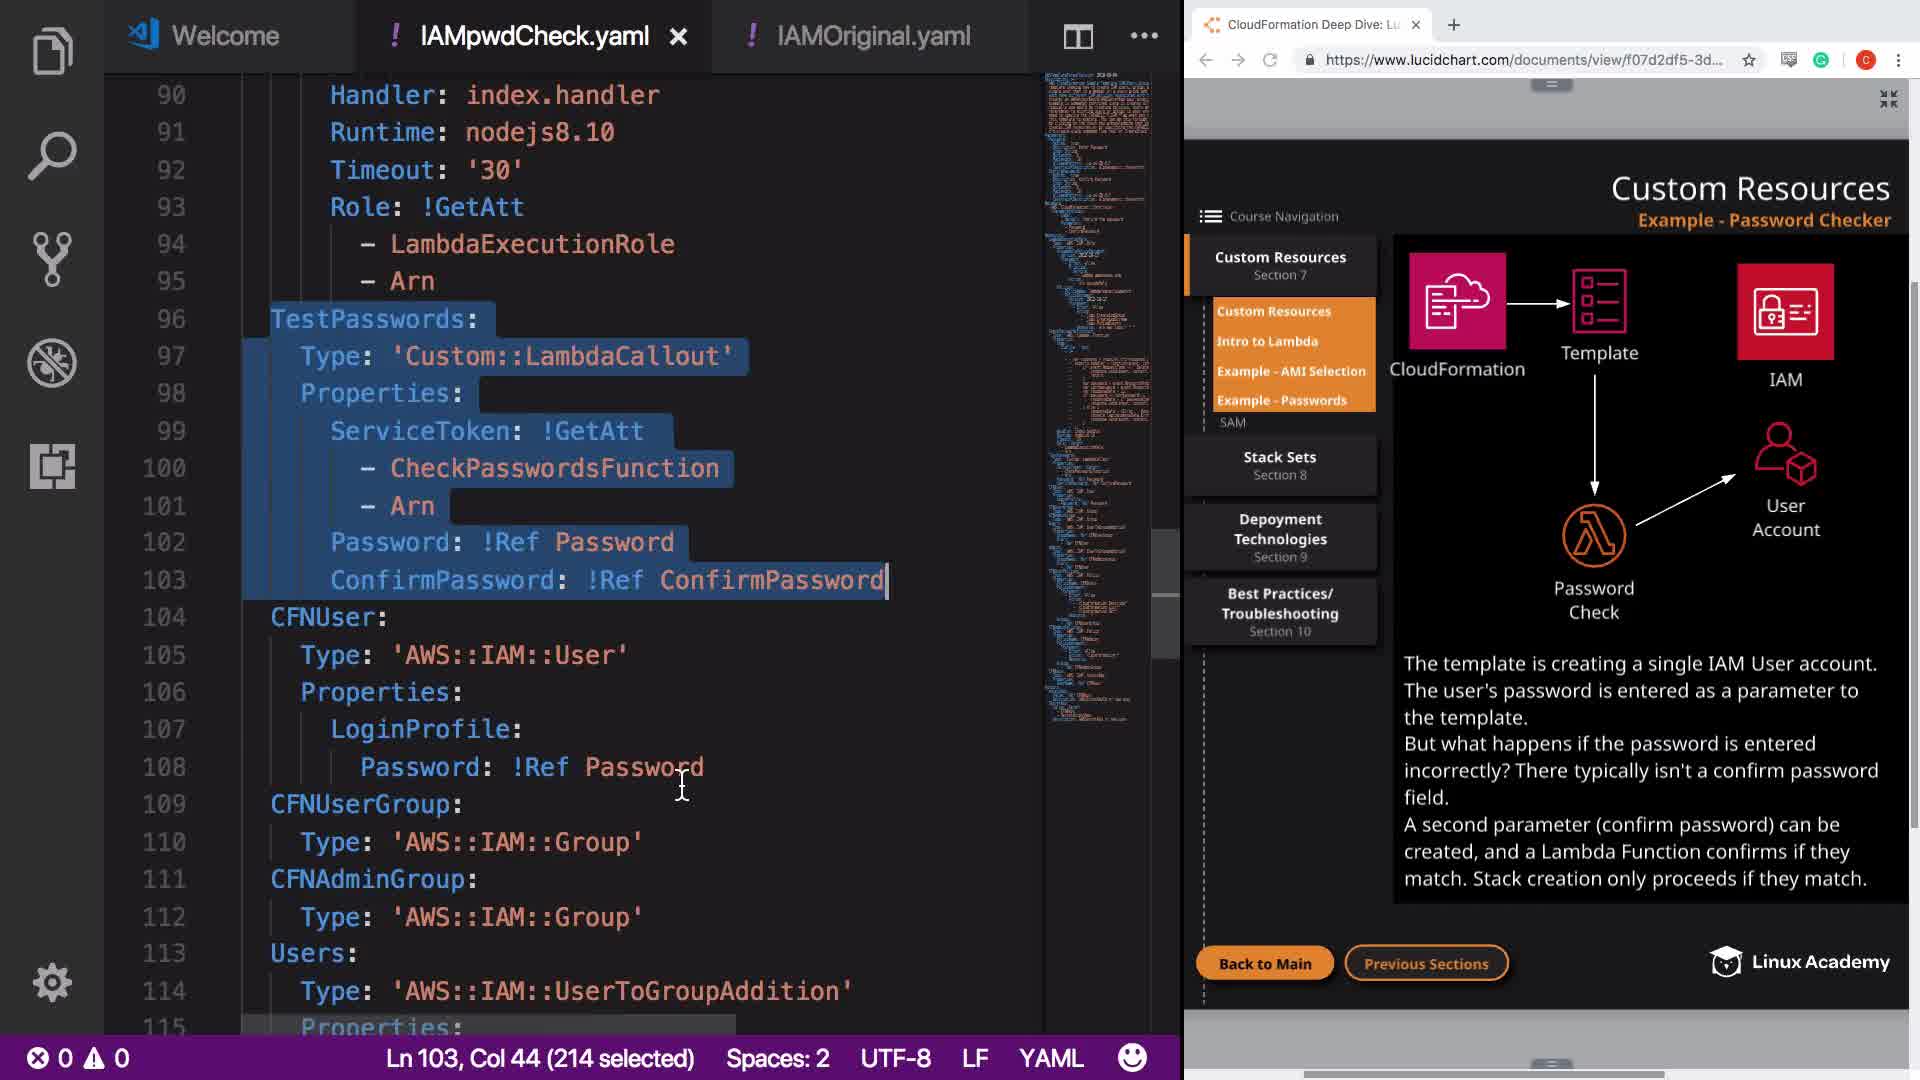 Welcome
! IAMpwdCheck.yaml ×
! IAMOriginal.yaml
90 Handler: index.handler
91 Runtime: nodejs8.10
92 Timeout: '30'
93 Role: !GetAtt
94 - LambdaExecutionRole
95 - Arn
96 TestPasswords:
97 Type: 'Custom::LambdaCallout'
98 Properties:
99 ServiceToken: !GetAtt
100 - CheckPasswordsFunction
101 - Arn
102 Password: !Ref Password
103 ConfirmPassword: !Ref ConfirmPassword
104 CFNUser:
105 Type: 'AWS::IAM::User'
106 Properties:
107 LoginProfile:
108 Password: !Ref Password
109 CFNUserGroup:
110 Type: 'AWS::IAM::Group'
111 CFNAdminGroup:
112 Type: 'AWS::IAM::Group'
113 Users:
114 Type: 'AWS::IAM::UserToGroupAddition'
115 Properties:
0 0
Ln 103, Col 44 (214 selected)
Spaces: 2
UTF-8
LF
YAML
CloudFormation Deep Dive: Lu
https://www.lucidchart.com/documents/view/f07d2df5-3d...
C
Custom Resources
Example - Password Checker
Course Navigation
Custom Resources
Section 7
Custom Resources
Intro to Lambda
Example - AMI Selection
Example - Passwords
SAM
Stack Sets
Section 8
Depoyment
Technologies
Section 9
Best Practices/
Troubleshooting
Section 10
CloudFormation
Template
IAM
User
Account
Password
Check
The template is creating a single IAM User account.
The user's password is entered as a parameter to
the template.
But what happens if the password is entered
incorrectly? There typically isn't a confirm password
field.
A second parameter (confirm password) can be
created, and a Lambda Function confirms if they
match. Stack creation only proceeds if they match.
Back to Main
Previous Sections
Linux Academy